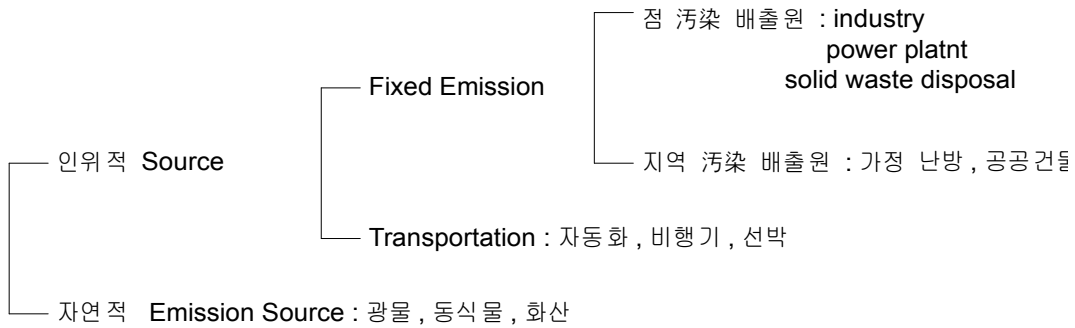 점 汚染 배출원 : industry
power platnt
solid waste disposal
Fixed Emission
인위적 Source
지역 汚染 배출원 : 가정 난방 , 공공건물
Transportation : 자동화 , 비행기 , 선박
자연적 Emission Source : 광물 , 동식물 , 화산